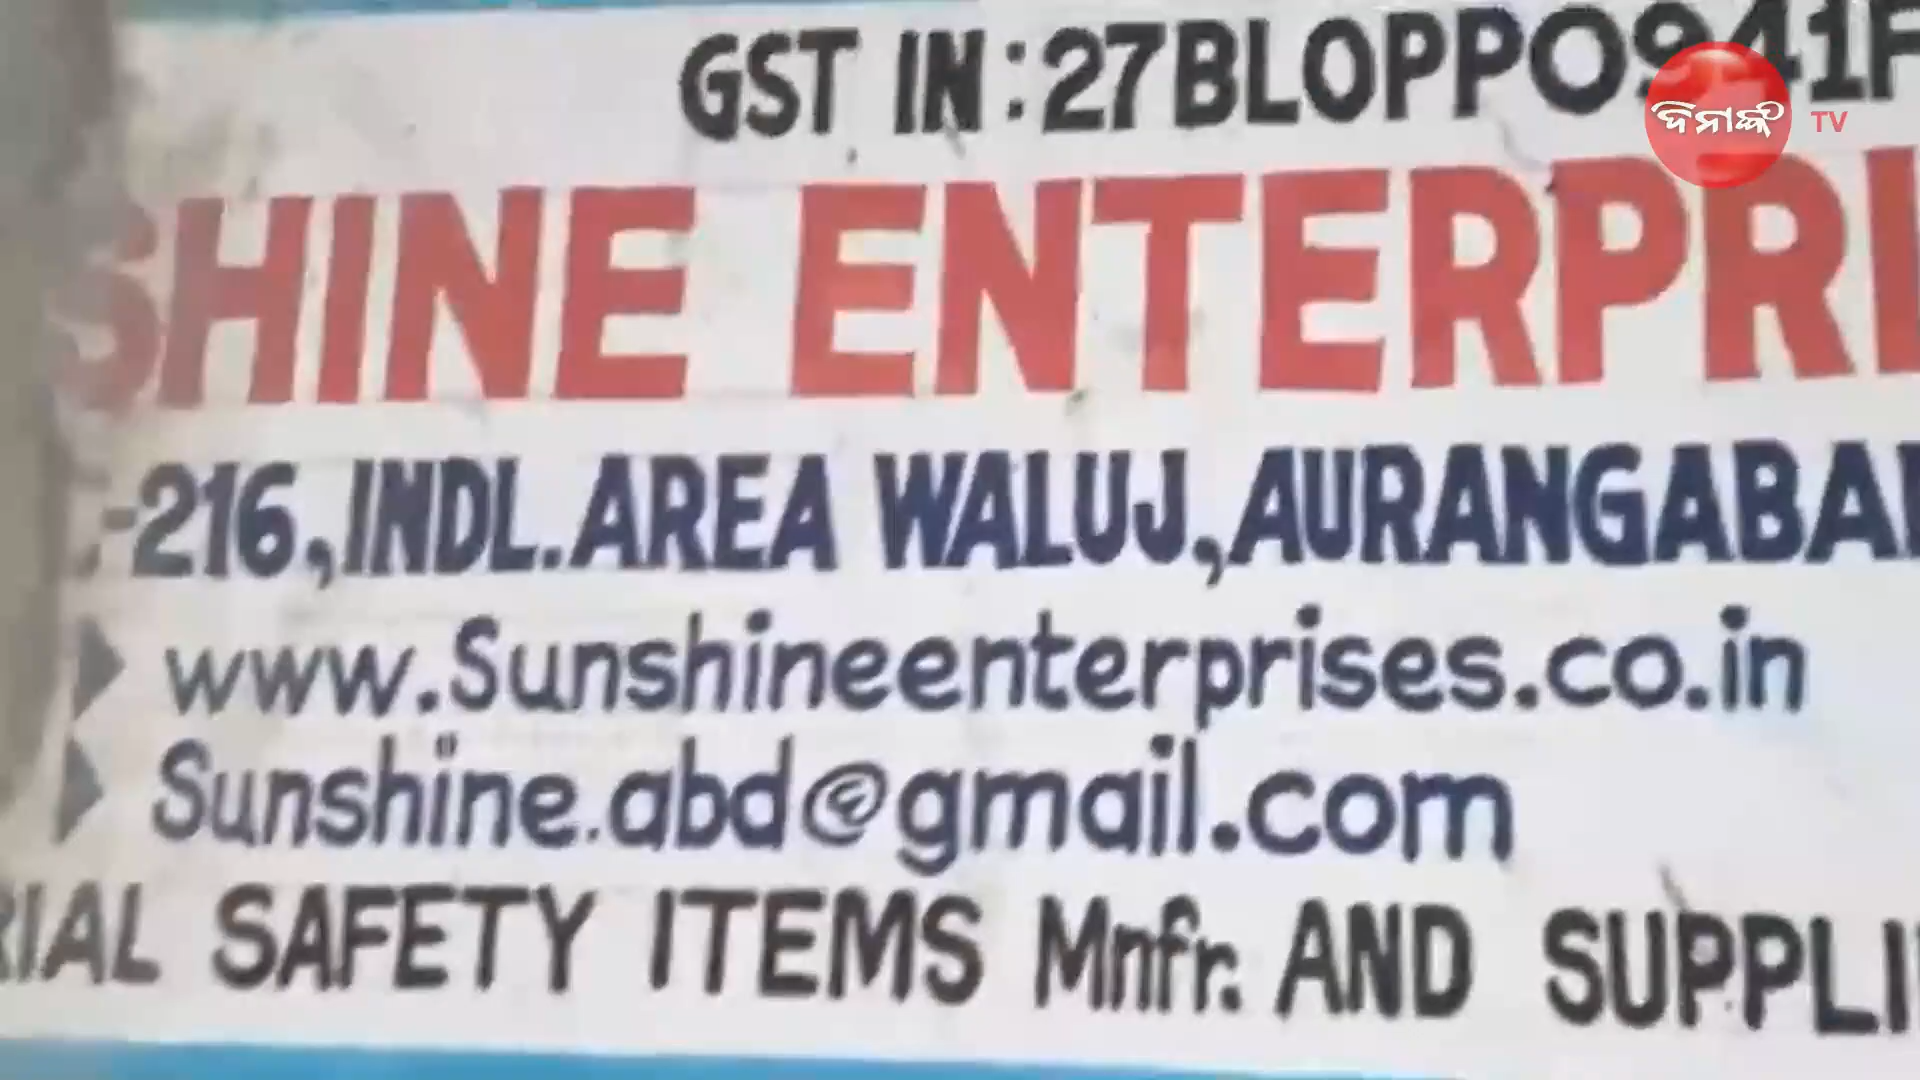 GST IN:27BLOPPO941F
SHINE ENTERPRI
-216,INDL.AREA WALUJ,AURANGABA
www.Sunshineenterprises.co.in
Sunshine.abd@gmail.com
RIAL SAFETY ITEMS Mnfr. AND SUPPLI
ଦିନାଙ୍କ TV